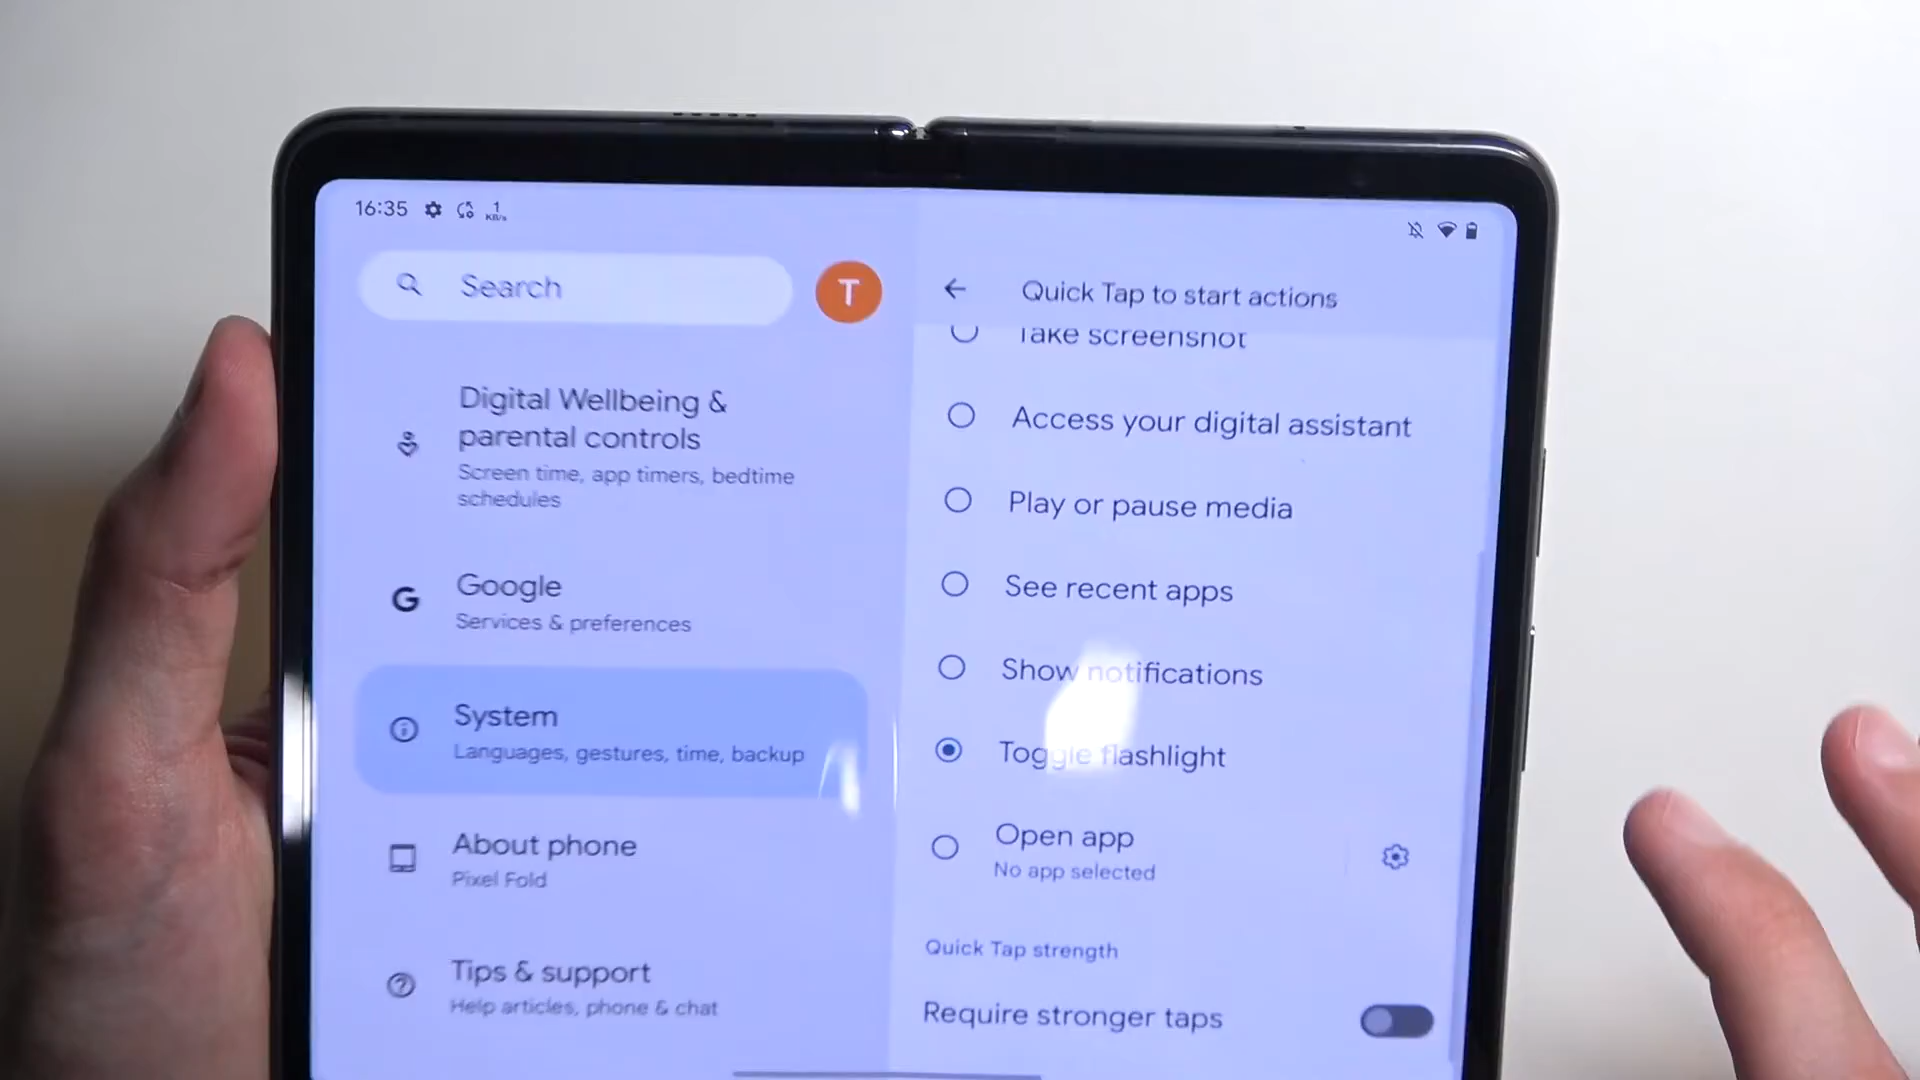 16:35
1
KB/s
Search
T
Digital Wellbeing &
parental controls
Screen time, app timers, bedtime
schedules
G
Google
Services & preferences
System
Languages, gestures, time, backup
About phone
Pixel Fold
Tips & support
Help articles, phone & chat
Quick Tap to start actions
Take screenshot
Access your digital assistant
Play or pause media
See recent apps
Show notifications
Toggle flashlight
Open app
No app selected
Quick Tap strength
Require stronger taps